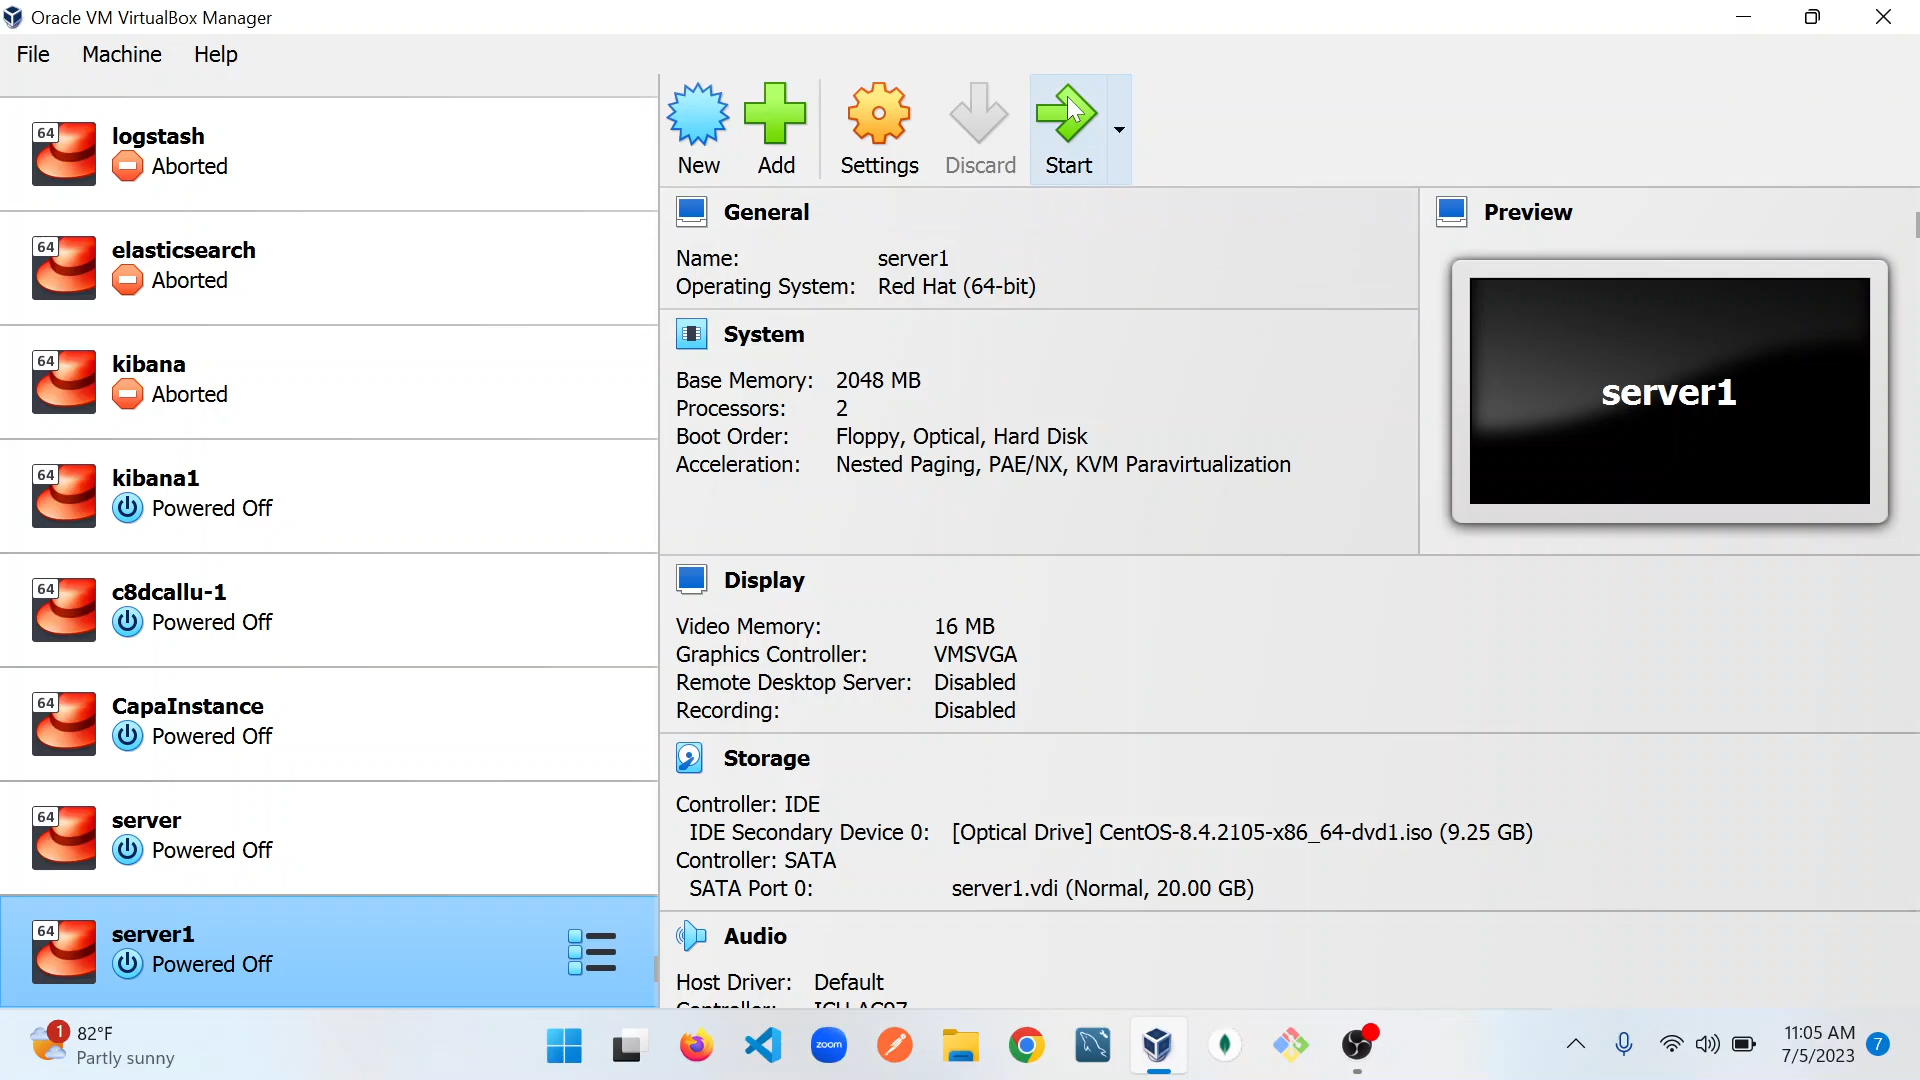 Oracle VM VirtualBox Manager
File Machine Help
64
logstash
Aborted
64
elasticsearch
Aborted
64
kibana
Aborted
64
kibana1
Powered Off
64
c8dcallu-1
Powered Off
64
CapaInstance
Powered Off
64
server
Powered Off
64
server1
Powered Off
New Add Settings Discard Start
General
Name: server1
Operating System: Red Hat (64-bit)
System
Base Memory: 2048 MB
Processors: 2
Boot Order: Floppy, Optical, Hard Disk
Acceleration: Nested Paging, PAE/NX, KVM Paravirtualization
Preview
server1
Display
Video Memory: 16 MB
Graphics Controller: VMSVGA
Remote Desktop Server: Disabled
Recording: Disabled
Storage
Controller: IDE
IDE Secondary Device 0: [Optical Drive] CentOS-8.4.2105-x86_64-dvd1.iso (9.25 GB)
Controller: SATA
SATA Port 0: server1.vdi (Normal, 20.00 GB)
Audio
Host Driver: Default
Controller: ICH AC97
1
82°F
Partly sunny
zoom
11:05 AM
7/5/2023
7